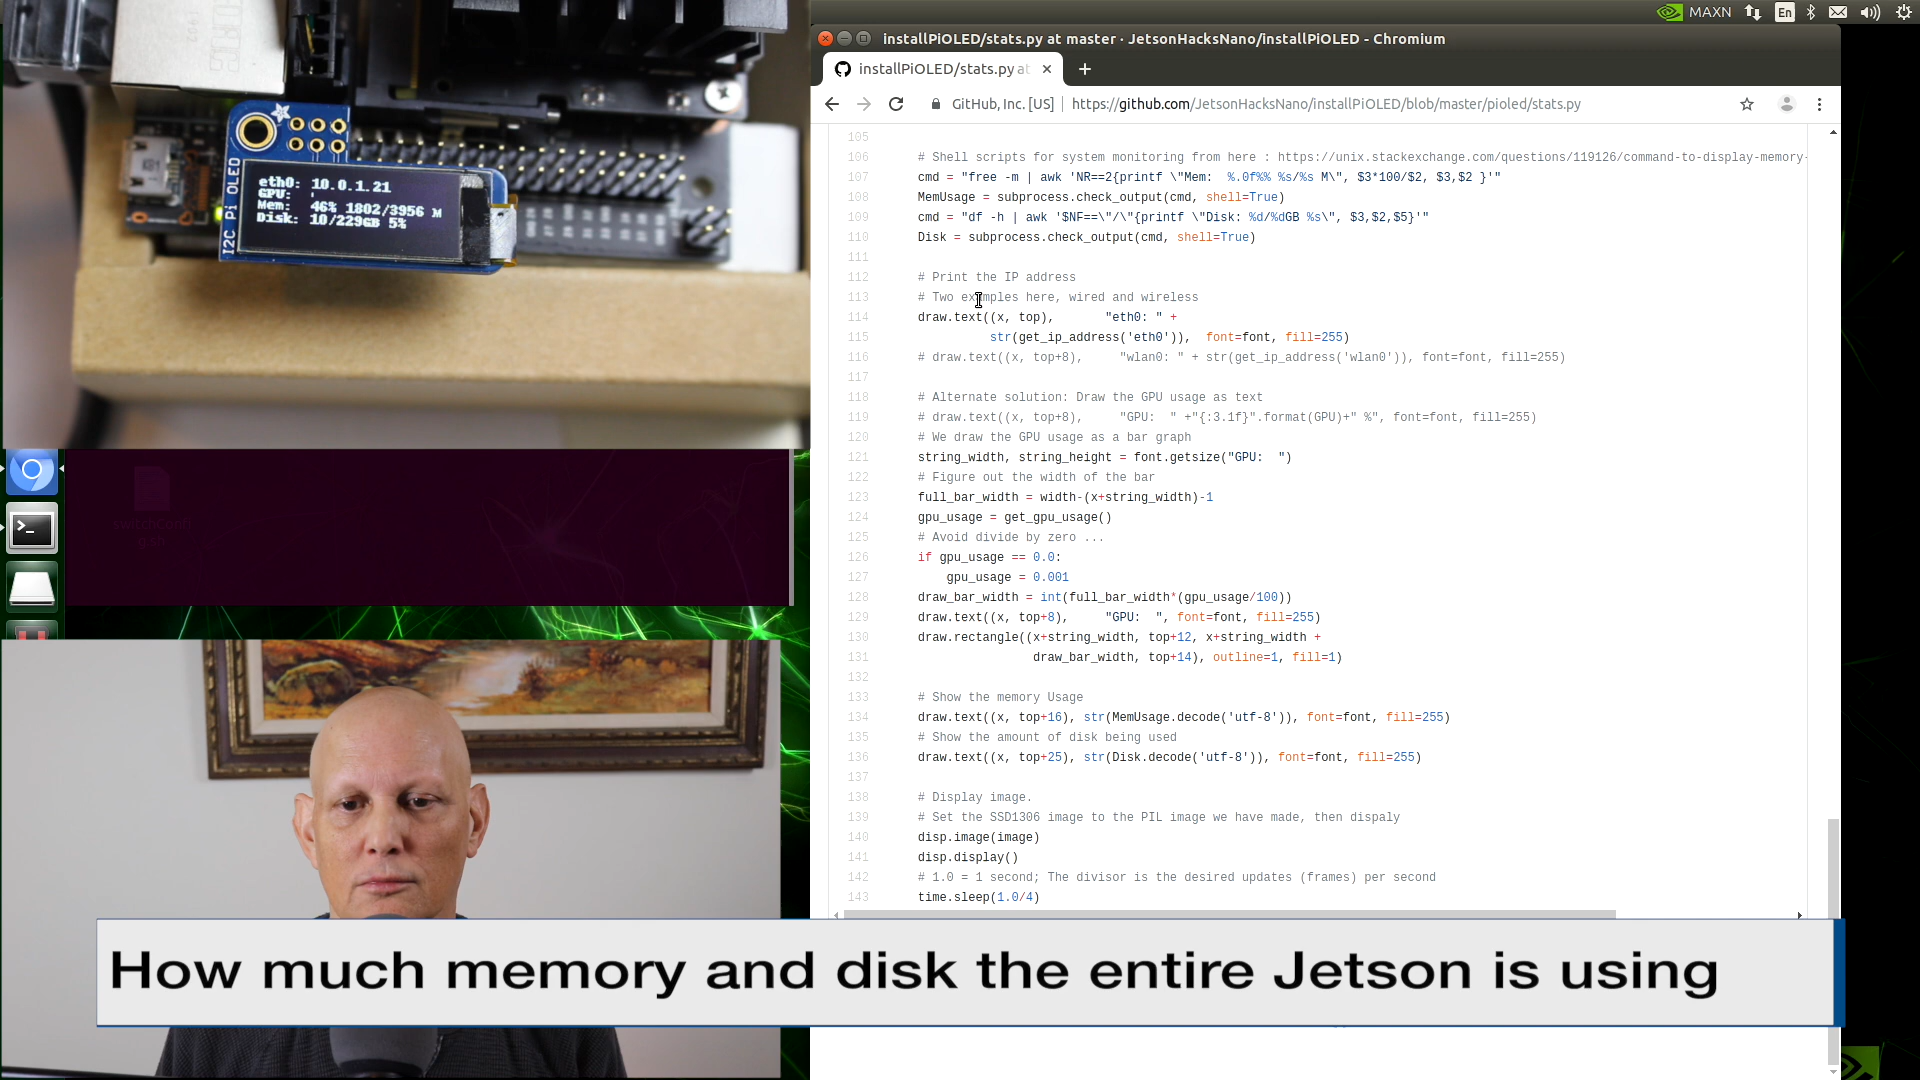 MAXN
En
installPiOLED/stats.py at master · JetsonHacksNano/installPiOLED - Chromium
installPiOLED/stats.py at
GitHub, Inc. [US]
https://github.com/JetsonHacksNano/installPiOLED/blob/master/pioled/stats.py
I2C Pi OLED
eth0: 10.0.1.21
GPU:
Mem: 46% 1802/3956 M
Disk: 10/229GB 5%
105
106 # Shell scripts for system monitoring from here : https://unix.stackexchange.com/questions/119126/command-to-display-memory-
107 cmd = "free -m | awk 'NR==2{printf \"Mem:  %.0f%% %s/%s M\", $3*100/$2, $3,$2 }'"
108 MemUsage = subprocess.check_output(cmd, shell=True)
109 cmd = "df -h | awk '$NF==\"/\"{printf \"Disk: %d/%dGB %s\", $3,$2,$5}'"
110 Disk = subprocess.check_output(cmd, shell=True)
111
112 # Print the IP address
113 # Two examples here, wired and wireless
114 draw.text((x, top),       "eth0: " +
115           str(get_ip_address('eth0')),  font=font, fill=255)
116 # draw.text((x, top+8),     "wlan0: " + str(get_ip_address('wlan0')), font=font, fill=255)
117
118 # Alternate solution: Draw the GPU usage as text
119 # draw.text((x, top+8),     "GPU:  " +"{:3.1f}".format(GPU)+" %", font=font, fill=255)
120 # We draw the GPU usage as a bar graph
121 string_width, string_height = font.getsize("GPU:  ")
122 # Figure out the width of the bar
123 full_bar_width = width-(x+string_width)-1
124 gpu_usage = get_gpu_usage()
125 # Avoid divide by zero ...
126 if gpu_usage == 0.0:
127     gpu_usage = 0.001
128 draw_bar_width = int(full_bar_width*(gpu_usage/100))
129 draw.text((x, top+8),     "GPU:  ", font=font, fill=255)
130 draw.rectangle((x+string_width, top+12, x+string_width +
131                 draw_bar_width, top+14), outline=1, fill=1)
132
133 # Show the memory Usage
134 draw.text((x, top+16), str(MemUsage.decode('utf-8')), font=font, fill=255)
135 # Show the amount of disk being used
136 draw.text((x, top+25), str(Disk.decode('utf-8')), font=font, fill=255)
137
138 # Display image.
139 # Set the SSD1306 image to the PIL image we have made, then dispaly
140 disp.image(image)
141 disp.display()
142 # 1.0 = 1 second; The divisor is the desired updates (frames) per second
143 time.sleep(1.0/4)
How much memory and disk the entire Jetson is using